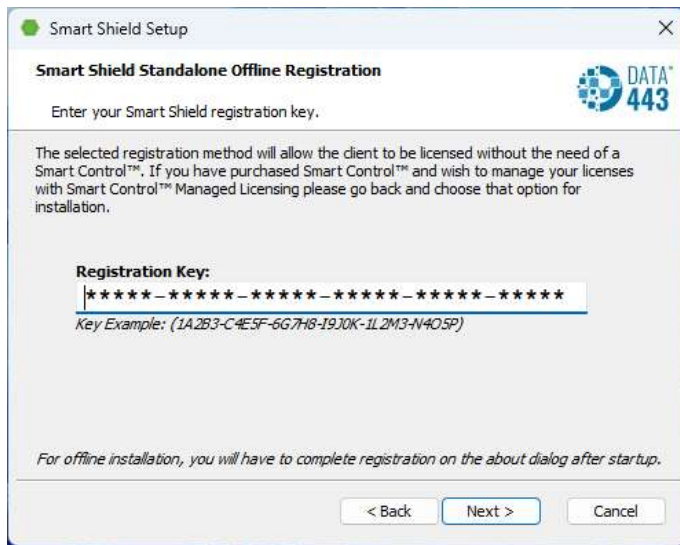 Smart Shield Setup
Smart Shield Standalone Offline Registration
Enter your Smart Shield registration key.
DATA™
443
The selected registration method will allow the client to be licensed without the need of a
Smart Control™. If you have purchased Smart Control™ and wish to manage your licenses
with Smart Control™ Managed Licensing please go back and choose that option for
installation.
Registration Key:
*****-*****-*****-*****-*****-*****
Key Example: (1A2B3-C4E5F-6G7H8-I9J0K-1L2M3-N4O5P)
For offline installation, you will have to complete registration on the about dialog after startup.
< Back
Next >
Cancel